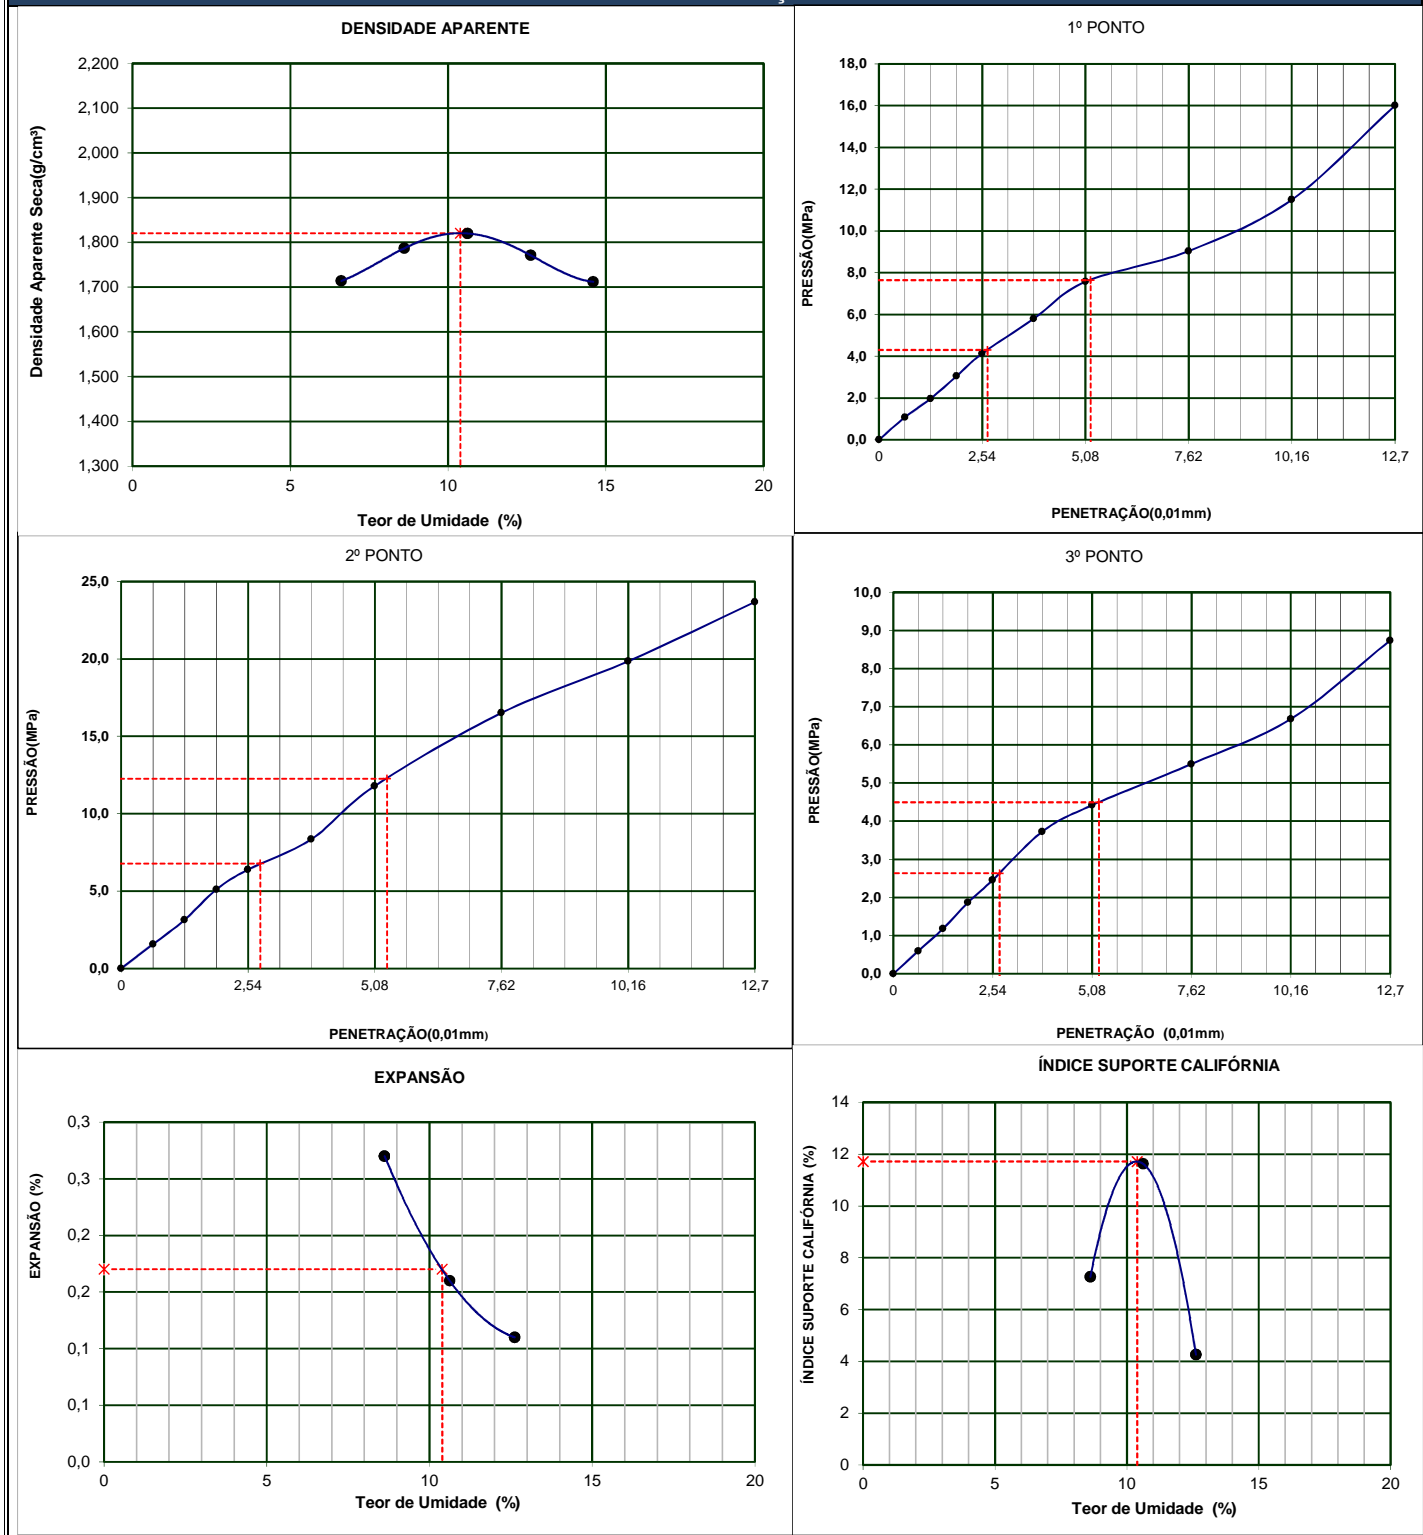 DENSIDADE APARENTE
2,200
2,100
2,000
1,900
1,800
1,700
1,600
1,500
1,400
1,300
0 5 10 15 20
Densidade Aparente Seca(g/cm³)
Teor de Umidade (%)
1º PONTO
18,0
16,0
14,0
12,0
10,0
8,0
6,0
4,0
2,0
0,0
0 2,54 5,08 7,62 10,16 12,7
PRESSÃO(MPa)
PENETRAÇÃO(0,01mm)
2º PONTO
25,0
20,0
15,0
10,0
5,0
0,0
0 2,54 5,08 7,62 10,16 12,7
PRESSÃO(MPa)
PENETRAÇÃO(0,01mm)
3º PONTO
10,0
9,0
8,0
7,0
6,0
5,0
4,0
3,0
2,0
1,0
0,0
0 2,54 5,08 7,62 10,16 12,7
PRESSÃO(MPa)
PENETRAÇÃO (0,01mm)
EXPANSÃO
0,3
0,3
0,2
0,2
0,1
0,1
0,0
0 5 10 15 20
EXPANSÃO (%)
Teor de Umidade (%)
ÍNDICE SUPORTE CALIFÓRNIA
14
12
10
8
6
4
2
0
0 5 10 15 20
ÍNDICE SUPORTE CALIFÓRNIA (%)
Teor de Umidade (%)